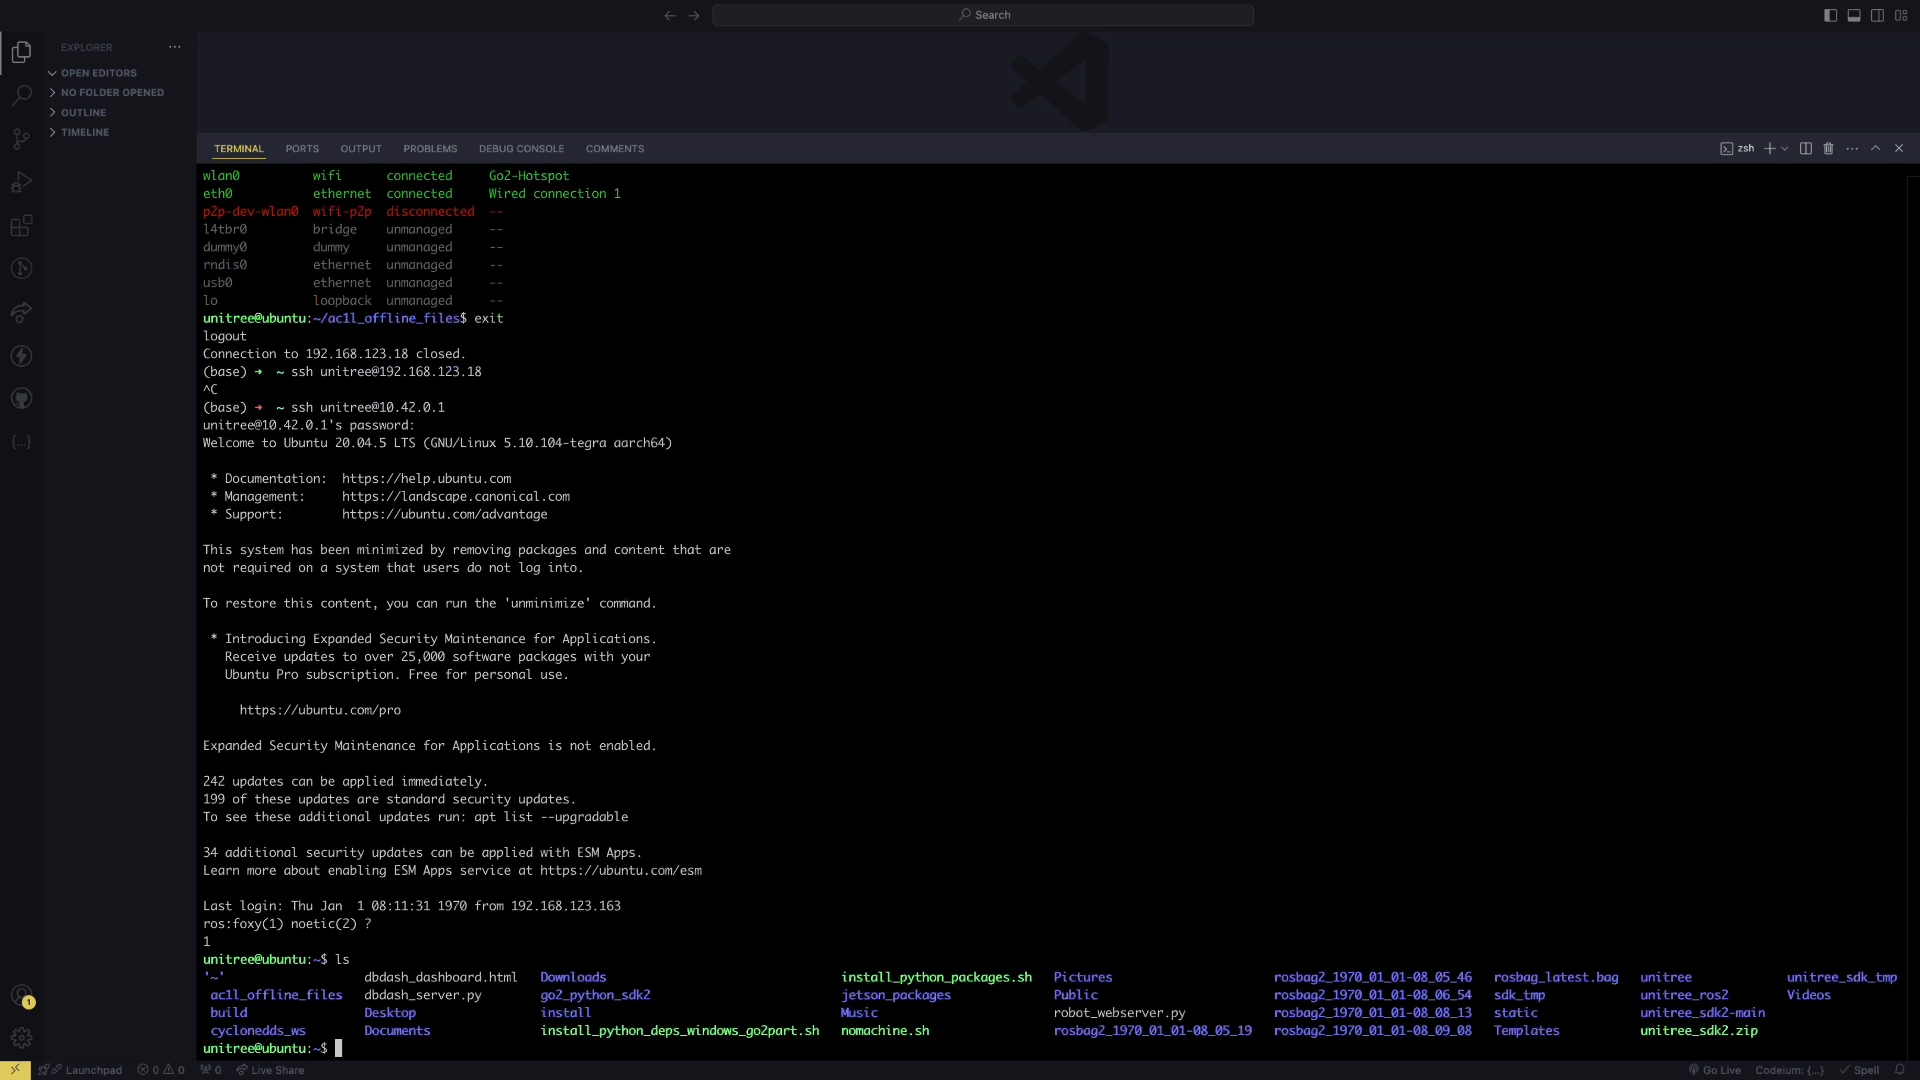 Search
EXPLORER
OPEN EDITORS
NO FOLDER OPENED
OUTLINE
TIMELINE
TERMINAL PORTS OUTPUT PROBLEMS DEBUG CONSOLE COMMENTS zsh
wlan0 wifi connected Go2-Hotspot
eth0 ethernet connected Wired connection 1
p2p-dev-wlan0 wifi-p2p disconnected --
l4tbr0 bridge unmanaged --
dummy0 dummy unmanaged --
rndis0 ethernet unmanaged --
usb0 ethernet unmanaged --
lo loopback unmanaged --
unitree@ubuntu:~/ac1l_offline_files$ exit
logout
Connection to 192.168.123.18 closed.
(base) ➜ ~ ssh unitree@192.168.123.18
^C
(base) ➜ ~ ssh unitree@10.42.0.1
unitree@10.42.0.1's password:
Welcome to Ubuntu 20.04.5 LTS (GNU/Linux 5.10.104-tegra aarch64)
* Documentation: https://help.ubuntu.com
* Management: https://landscape.canonical.com
* Support: https://ubuntu.com/advantage
This system has been minimized by removing packages and content that are
not required on a system that users do not log into.
To restore this content, you can run the 'unminimize' command.
* Introducing Expanded Security Maintenance for Applications.
Receive updates to over 25,000 software packages with your
Ubuntu Pro subscription. Free for personal use.
https://ubuntu.com/pro
Expanded Security Maintenance for Applications is not enabled.
242 updates can be applied immediately.
199 of these updates are standard security updates.
To see these additional updates run: apt list --upgradable
34 additional security updates can be applied with ESM Apps.
Learn more about enabling ESM Apps service at https://ubuntu.com/esm
Last login: Thu Jan 1 08:11:31 1970 from 192.168.123.163
ros:foxy(1) noetic(2) ?
1
unitree@ubuntu:~$ ls
'~' dbdash_dashboard.html Downloads install_python_packages.sh Pictures rosbag2_1970_01_01-08_05_46 rosbag_latest.bag unitree unitree_sdk_tmp
ac1l_offline_files dbdash_server.py go2_python_sdk2 jetson_packages Public rosbag2_1970_01_01-08_06_54 sdk_tmp unitree_ros2 Videos
build Desktop install Music robot_webserver.py rosbag2_1970_01_01-08_08_13 static unitree_sdk2-main
cyclonedds_ws Documents install_python_deps_windows_go2part.sh nomachine.sh rosbag2_1970_01_01-08_05_19 rosbag2_1970_01_01-08_09_08 Templates unitree_sdk2.zip
unitree@ubuntu:~$
1
Launchpad 0 0 0 Live Share Go Live Codeium: {...} Spell